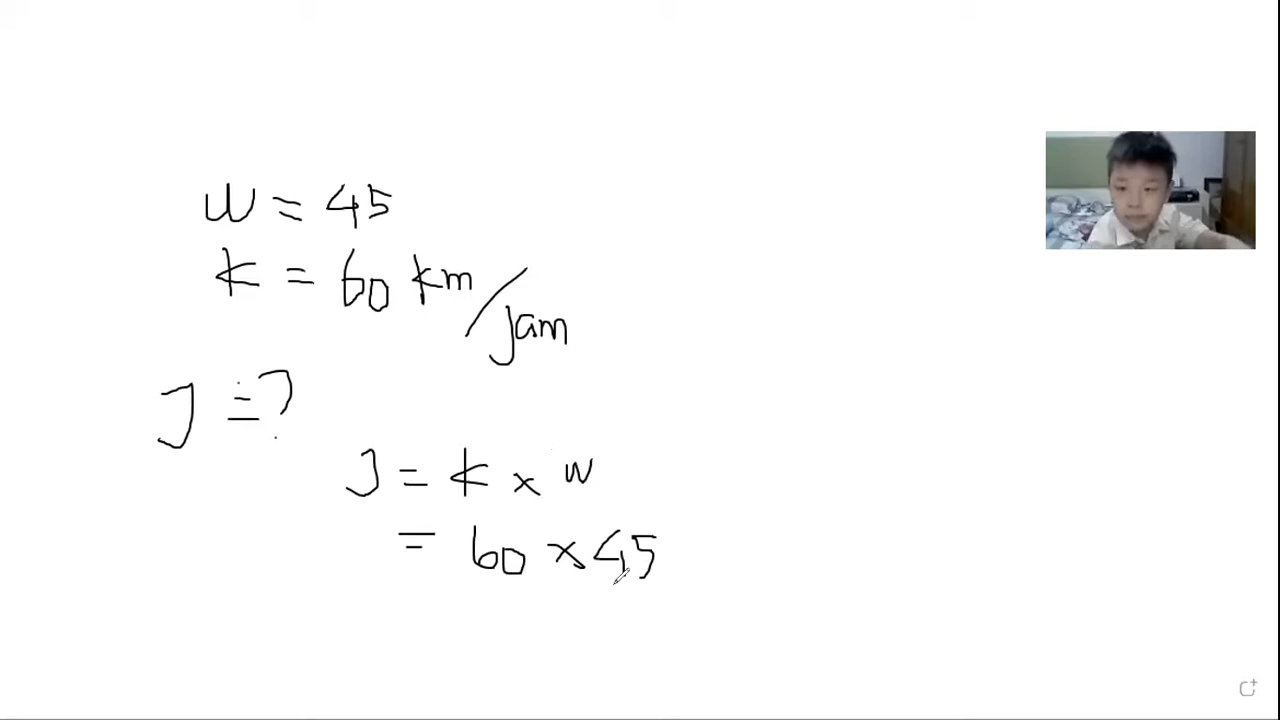 W = 45
K = 60 km/jam
J = ?
J = K x W
= 60 x 45